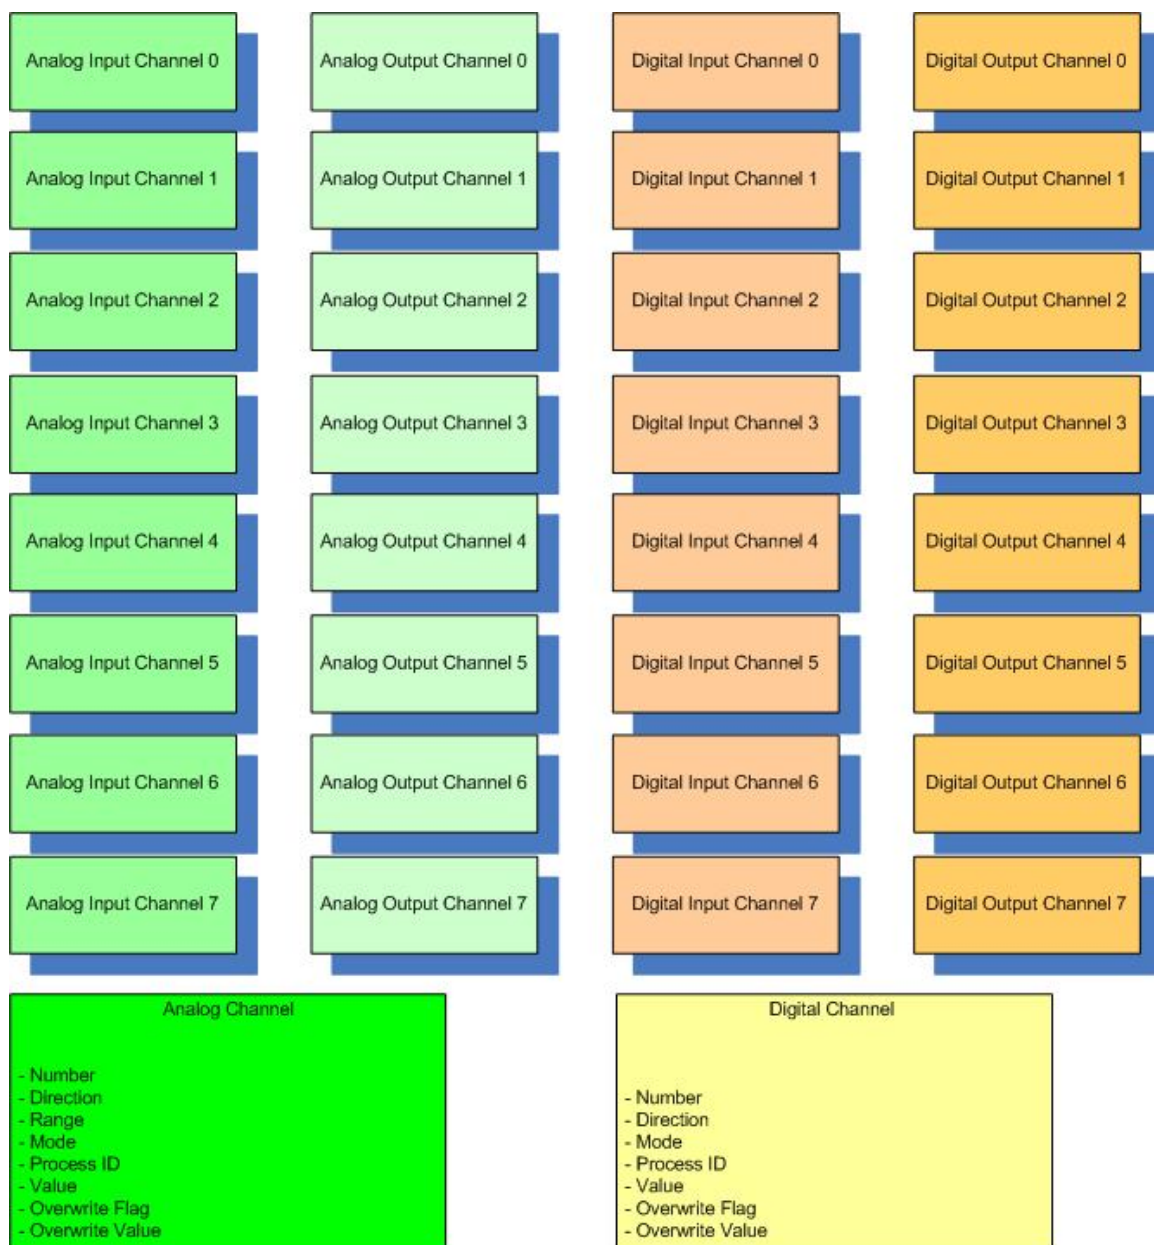 Analog Input Channel 0
Analog Output Channel 0
Digital Input Channel 0
Digital Output Channel 0
Analog Input Channel 1
Analog Output Channel 1
Digital Input Channel 1
Digital Output Channel 1
Analog Input Channel 2
Analog Output Channel 2
Digital Input Channel 2
Digital Output Channel 2
Analog Input Channel 3
Analog Output Channel 3
Digital Input Channel 3
Digital Output Channel 3
Analog Input Channel 4
Analog Output Channel 4
Digital Input Channel 4
Digital Output Channel 4
Analog Input Channel 5
Analog Output Channel 5
Digital Input Channel 5
Digital Output Channel 5
Analog Input Channel 6
Analog Output Channel 6
Digital Input Channel 6
Digital Output Channel 6
Analog Input Channel 7
Analog Output Channel 7
Digital Input Channel 7
Digital Output Channel 7
Analog Channel
- Number
- Direction
- Range
- Mode
- Process ID
- Value
- Overwrite Flag
- Overwrite Value
Digital Channel
- Number
- Direction
- Mode
- Process ID
- Value
- Overwrite Flag
- Overwrite Value